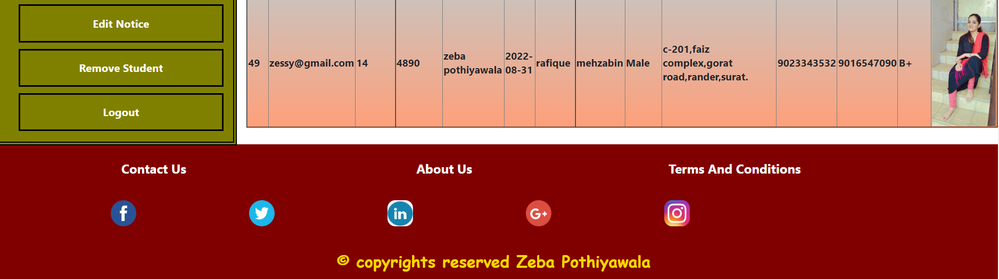 Edit Notice
Remove Student
Logout
49 zessy@gmail.com 14 4890 zeba pothiyawala 2022-08-31 rafique mehzabin Male c-201,faiz complex,gorat road,rander,surat. 9023343532 9016547090 B+
Contact Us About Us Terms And Conditions
f in G+
© copyrights reserved Zeba Pothiyawala